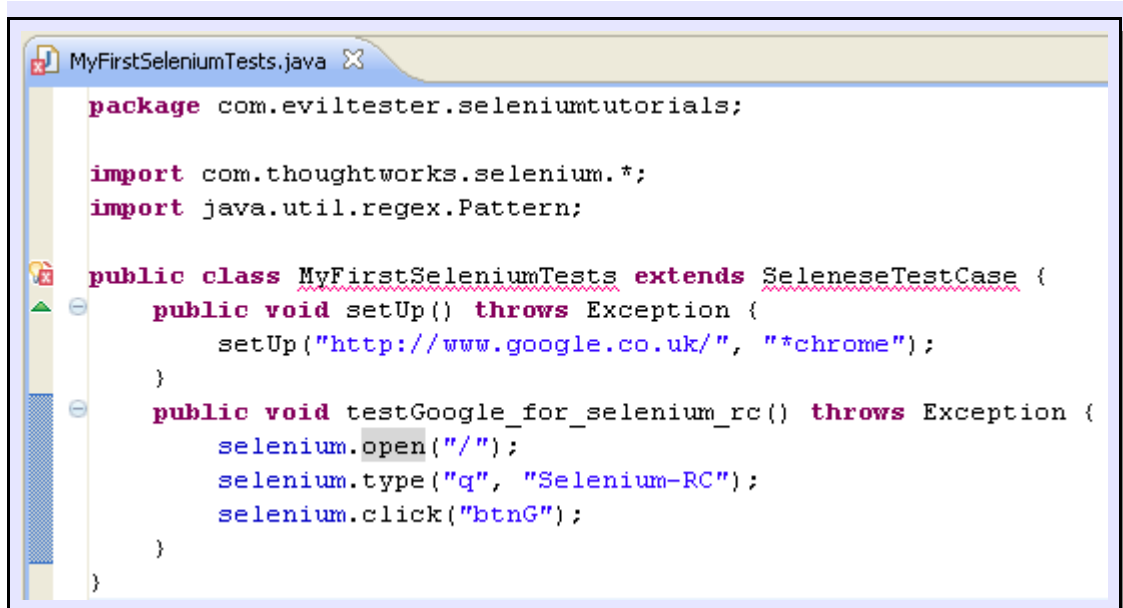 MyFirstSeleniumTests.java
package com.eviltester.seleniumtutorials;
import com.thoughtworks.selenium.*;
import java.util.regex.Pattern;
public class MyFirstSeleniumTests extends SeleneseTestCase {
public void setUp() throws Exception {
setUp("http://www.google.co.uk/", "*chrome");
}
public void testGoogle_for_selenium_rc() throws Exception {
selenium.open("/");
selenium.type("q", "Selenium-RC");
selenium.click("btnG");
}
}